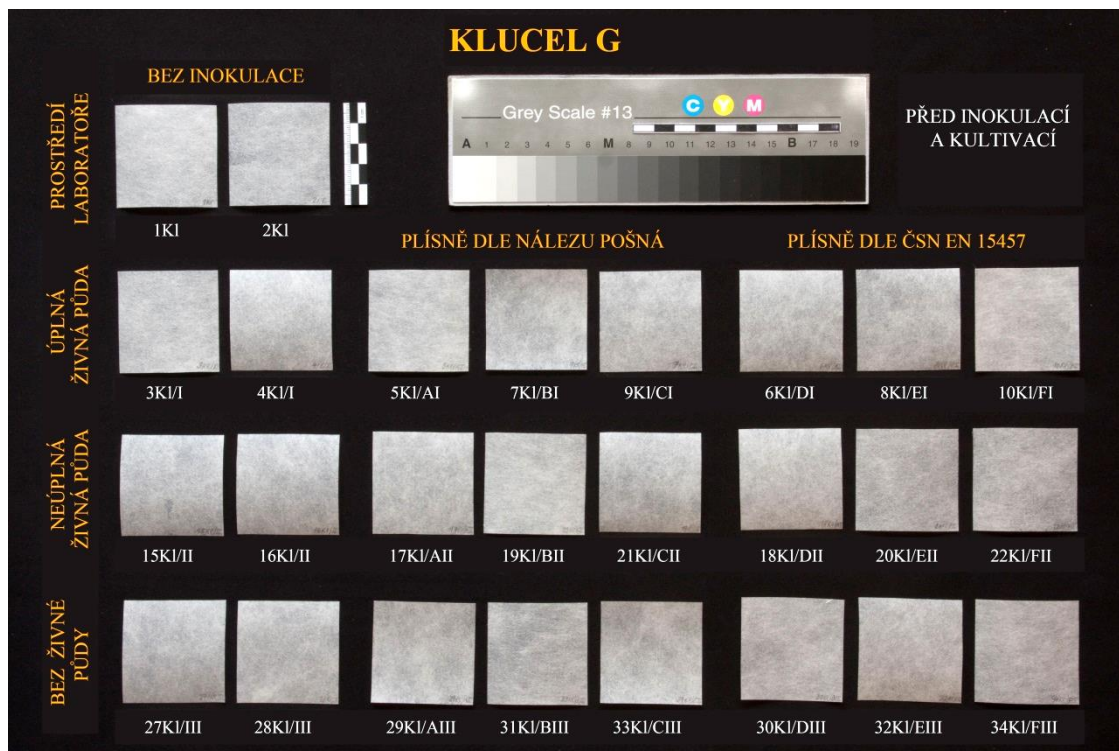 KLUCEL G
BEZ INOKULACE
PROSTŘEDÍ
LABORATOŘE
Grey Scale #13
C Y M
A 1 2 3 4 5 6 M 8 9 10 11 12 13 14 15 B 17 18 19
PŘED INOKULACÍ
A KULTIVACÍ
1Kl 2Kl
PLÍSNĚ DLE NÁLEZU POŠNÁ
PLÍSNĚ DLE ČSN EN 15457
ÚPLNÁ
ŽIVNÁ PŮDA
3Kl/I 4Kl/I 5Kl/AI 7Kl/BI 9Kl/CI 6Kl/DI 8Kl/EI 10Kl/FI
NEÚPLNÁ
ŽIVNÁ PŮDA
15Kl/II 16Kl/II 17Kl/AII 19Kl/BII 21Kl/CII 18Kl/DII 20Kl/EII 22Kl/FII
BEZ ŽIVNÉ
PŮDY
27Kl/III 28Kl/III 29Kl/AIII 31Kl/BIII 33Kl/CIII 30Kl/DIII 32Kl/EIII 34Kl/FIII